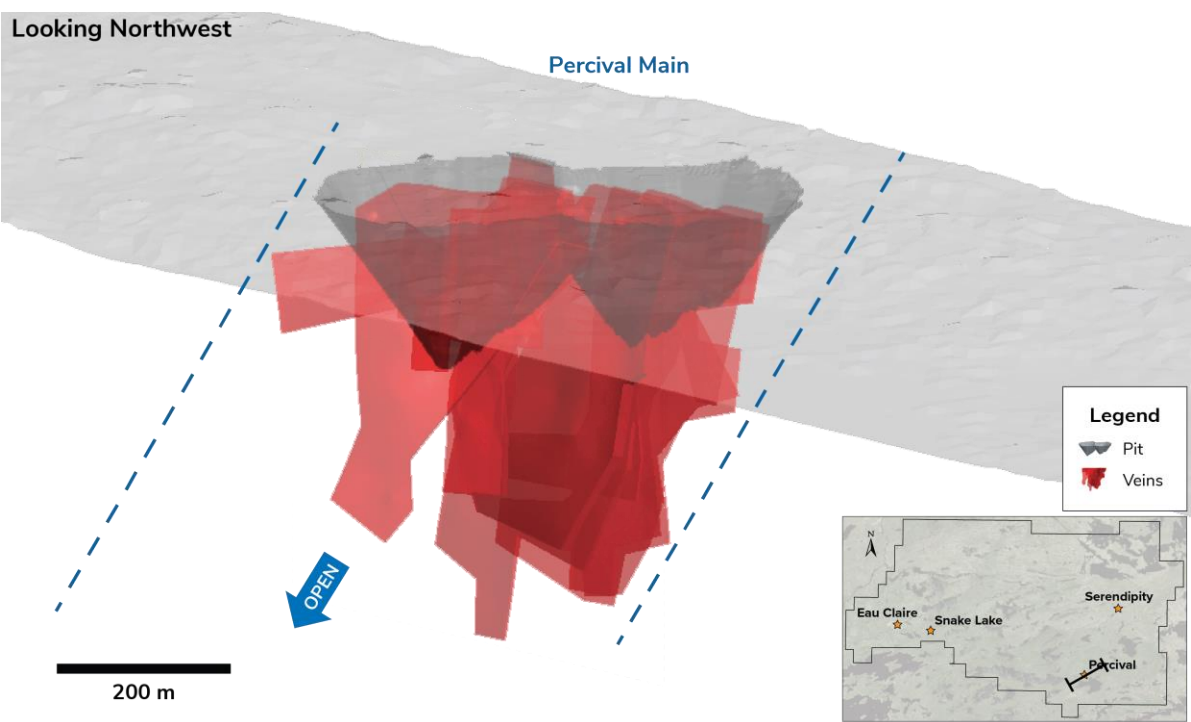 Looking Northwest
Percival Main
OPEN
200 m
Legend
Pit
Veins
N
Eau Claire
Snake Lake
Serendipity
Percival